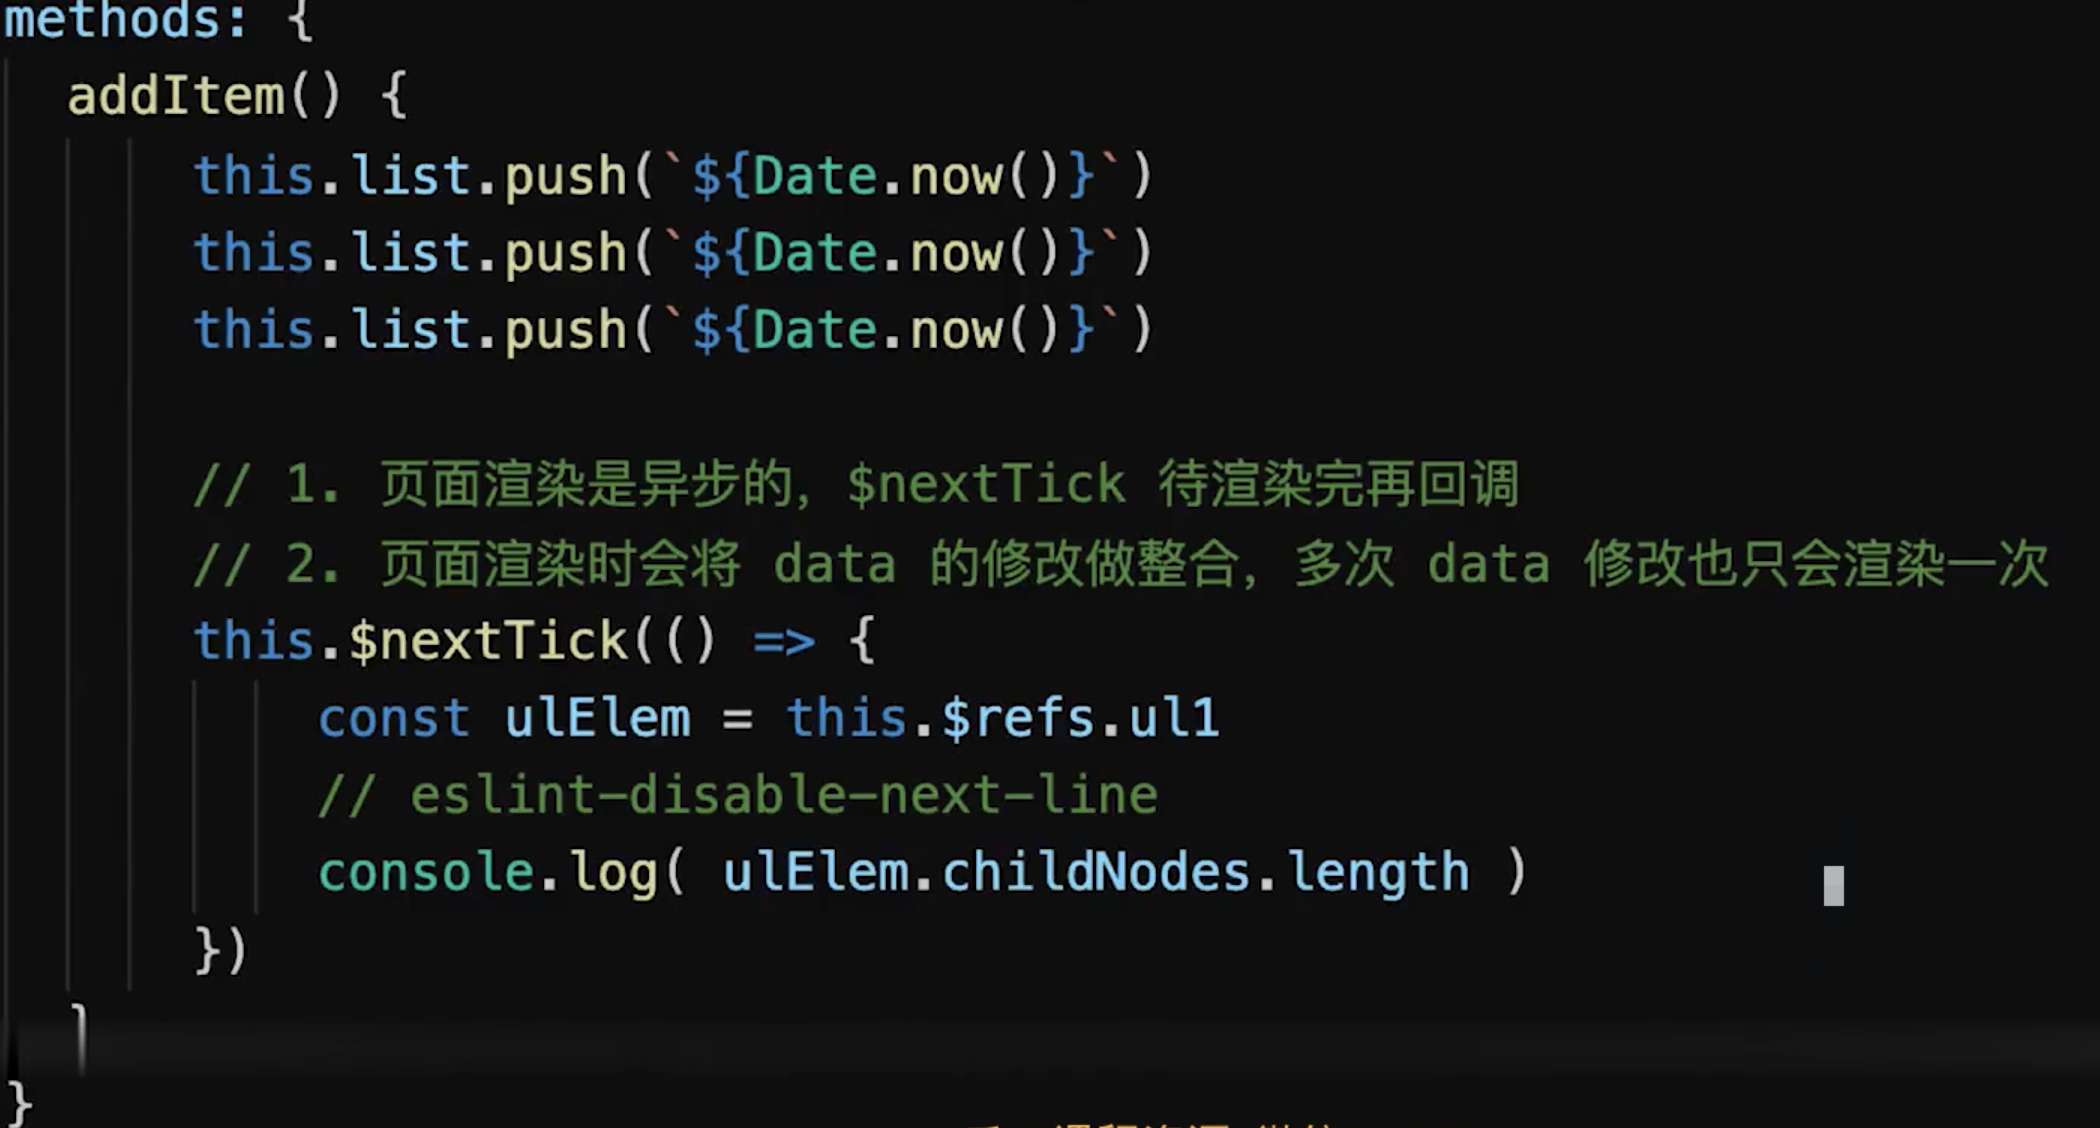 methods: {
addItem() {
this.list.push(`${Date.now()}`)
this.list.push(`${Date.now()}`)
this.list.push(`${Date.now()}`)
// 1. 页面渲染是异步的，$nextTick 待渲染完再回调
// 2. 页面渲染时会将 data 的修改做整合，多次 data 修改也只会渲染一次
this.$nextTick(() => {
const ulElem = this.$refs.ul1
// eslint-disable-next-line
console.log( ulElem.childNodes.length )
})
}
}